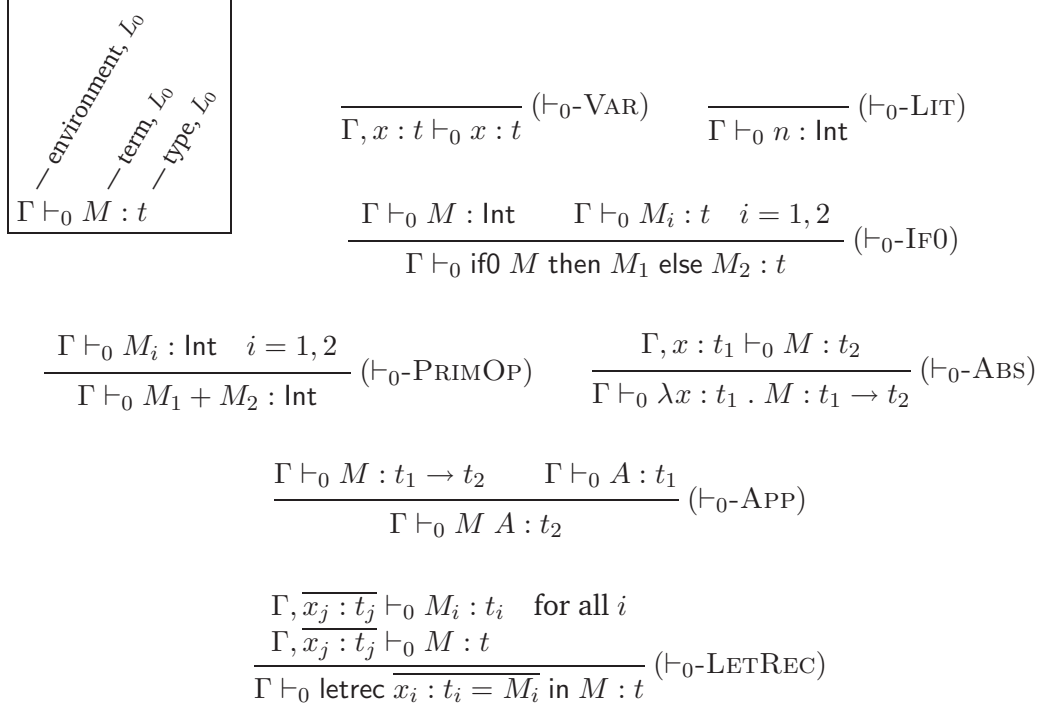 — environment, L₀
— term, L₀
— type, L₀
Γ ⊢₀ M : t
Γ, x : t ⊢₀ x : t (⊢₀-VAR)
Γ ⊢₀ n : Int (⊢₀-LIT)
Γ ⊢₀ M : Int Γ ⊢₀ Mᵢ : t i = 1, 2
(⊢₀-IF0)
Γ ⊢₀ if0 M then M₁ else M₂ : t
Γ ⊢₀ Mᵢ : Int i = 1, 2
(⊢₀-PRIMOP)
Γ ⊢₀ M₁ + M₂ : Int
Γ, x : t₁ ⊢₀ M : t₂
(⊢₀-ABS)
Γ ⊢₀ λx : t₁ . M : t₁ → t₂
Γ ⊢₀ M : t₁ → t₂ Γ ⊢₀ A : t₁
(⊢₀-APP)
Γ ⊢₀ M A : t₂
Γ, x̅ⱼ̅ ̅:̅ ̅t̅ⱼ̅ ⊢₀ Mᵢ : tᵢ for all i
Γ, x̅ⱼ̅ ̅:̅ ̅t̅ⱼ̅ ⊢₀ M : t
(⊢₀-LETREC)
Γ ⊢₀ letrec x̅ᵢ̅ ̅:̅ ̅t̅ᵢ̅ ̅=̅ ̅M̅ᵢ̅ in M : t